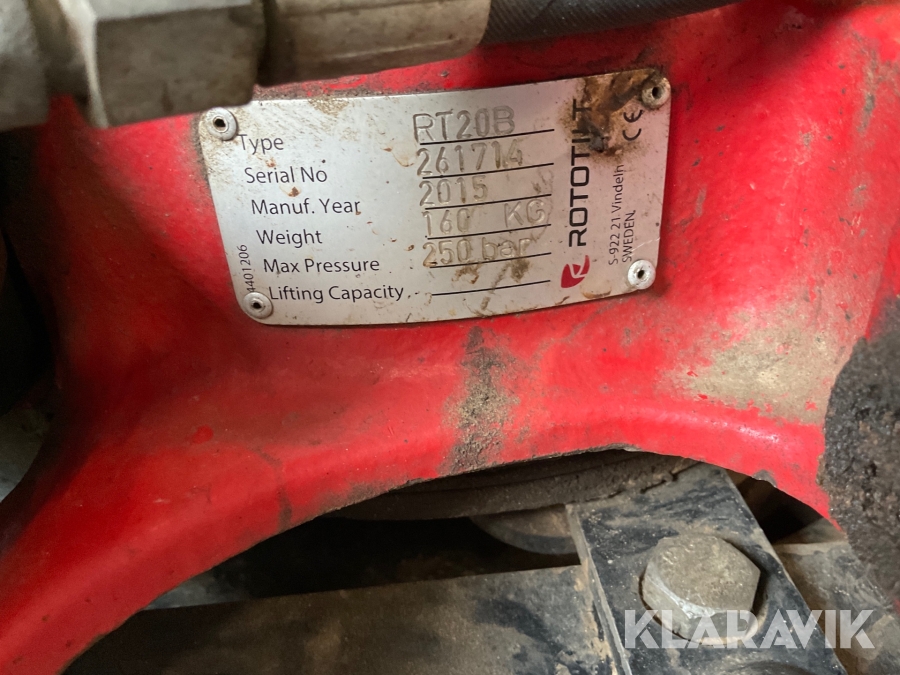 Type RT20B
Serial No 261714
Manuf. Year 2015
Weight 160 KG
Max Pressure 250 bar
Lifting Capacity
4401206
ROTOTILT
CE
S-922 21 Vindeln
SWEDEN
KLARAVIK